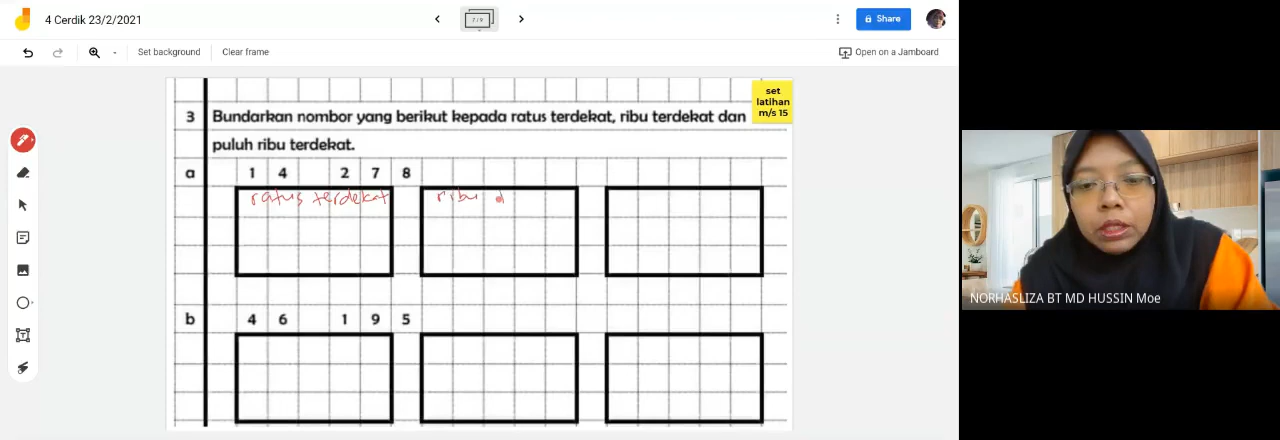 4 Cerdik 23/2/2021
7 / 9
Share
Set background
Clear frame
Open on a Jamboard
set
latihan
m/s 15
3 Bundarkan nombor yang berikut kepada ratus terdekat, ribu terdekat dan
puluh ribu terdekat.
a 1 4 2 7 8
ratus terdekat ribu
b 4 6 1 9 5
NORHASLIZA BT MD HUSSIN Moe